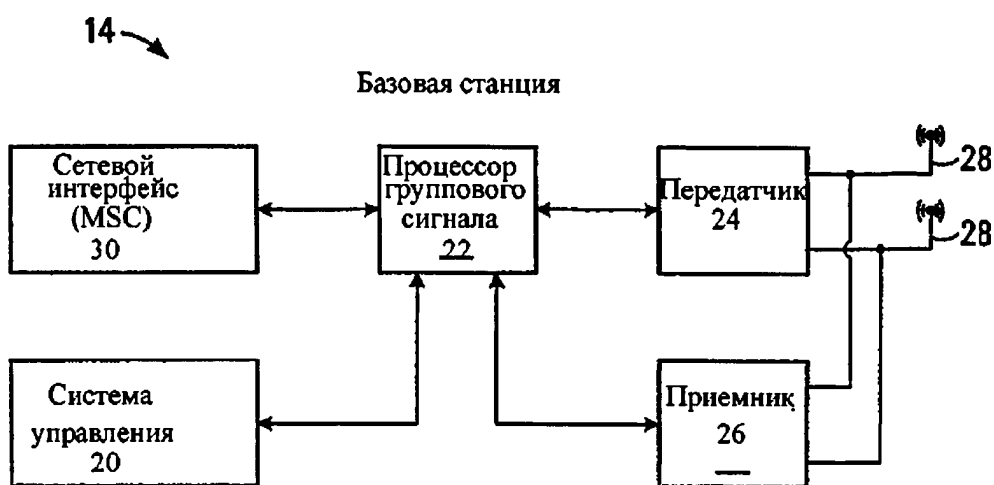 14
Базовая станция
Сетевой
интерфейс
(MSC)
30
Процессор
группового
сигнала
22
Передатчик
24
28
28
Система
управления
20
Приемник
26